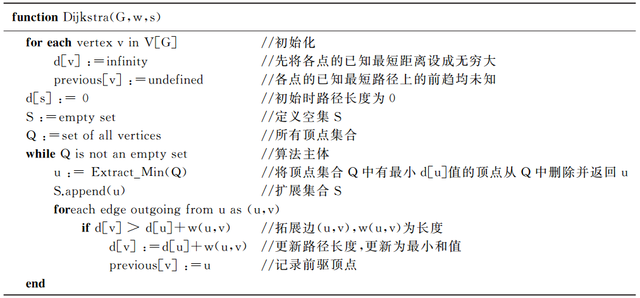 function Dijkstra(G,w,s)
for each vertex v in V[G] //初始化
d[v] :=infinity //先将各点的已知最短距离设成无穷大
previous[v] :=undefined //各点的已知最短路径上的前趋均未知
d[s] := 0 //初始时路径长度为0
S :=empty set //定义空集 S
Q :=set of all vertices //所有顶点集合
while Q is not an empty set //算法主体
u := Extract_Min(Q) //将顶点集合 Q 中有最小 d[u]值的顶点从 Q 中删除并返回 u
S.append(u) //扩展集合 S
foreach edge outgoing from u as (u,v)
if d[v] > d[u]+w(u,v) //拓展边(u,v),w(u,v)为长度
d[v] :=d[u]+w(u,v) //更新路径长度,更新为最小和值
previous[v] :=u //记录前驱顶点
end